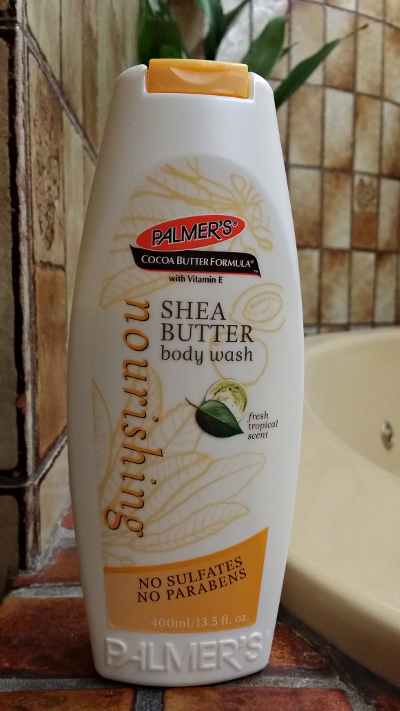 PALMER'S®
COCOA BUTTER FORMULA®
with Vitamin E
nourishing
SHEA
BUTTER
body wash
fresh
tropical
scent
NO SULFATES
NO PARABENS
400ml/13.5 fl. oz.
PALMER'S